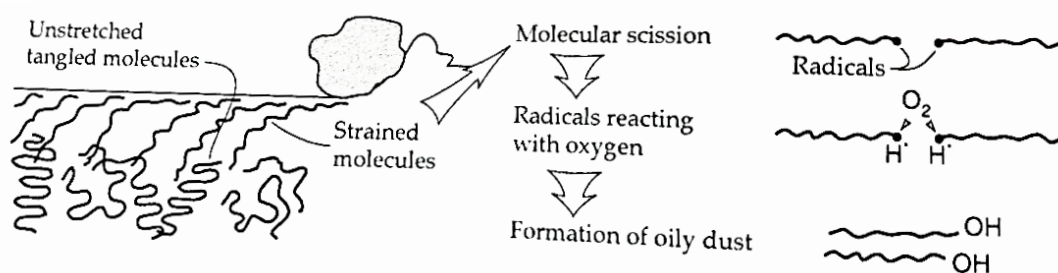 Unstretched
tangled molecules
Strained
molecules
Molecular scission
Radicals reacting
with oxygen
Formation of oily dust
Radicals
O₂
H· H·
OH
OH